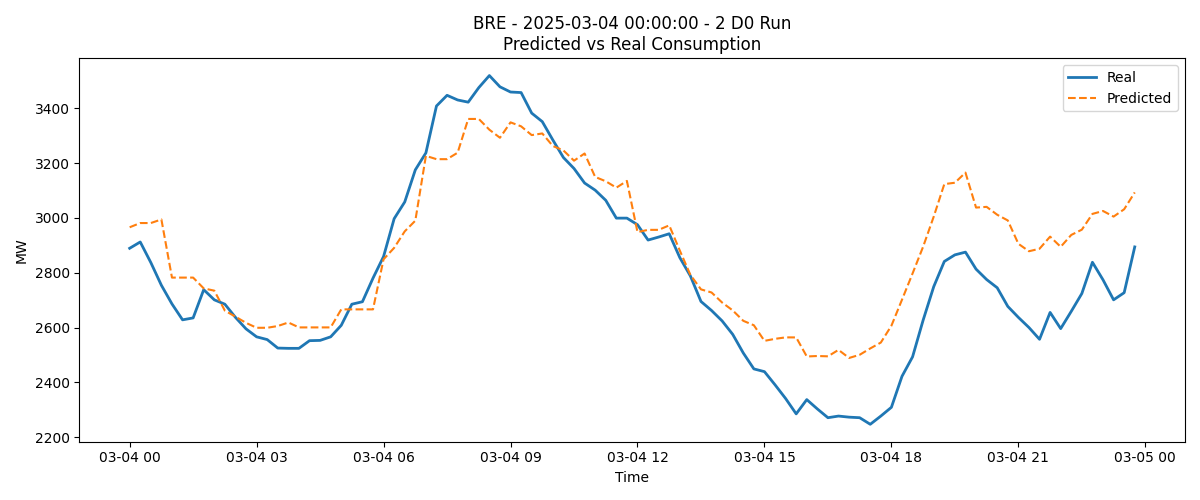 BRE - 2025-03-04 00:00:00 - 2 D0 Run
Predicted vs Real Consumption
Real
Predicted
MW
3400
3200
3000
2800
2600
2400
2200
03-04 00
03-04 03
03-04 06
03-04 09
03-04 12
03-04 15
03-04 18
03-04 21
03-05 00
Time